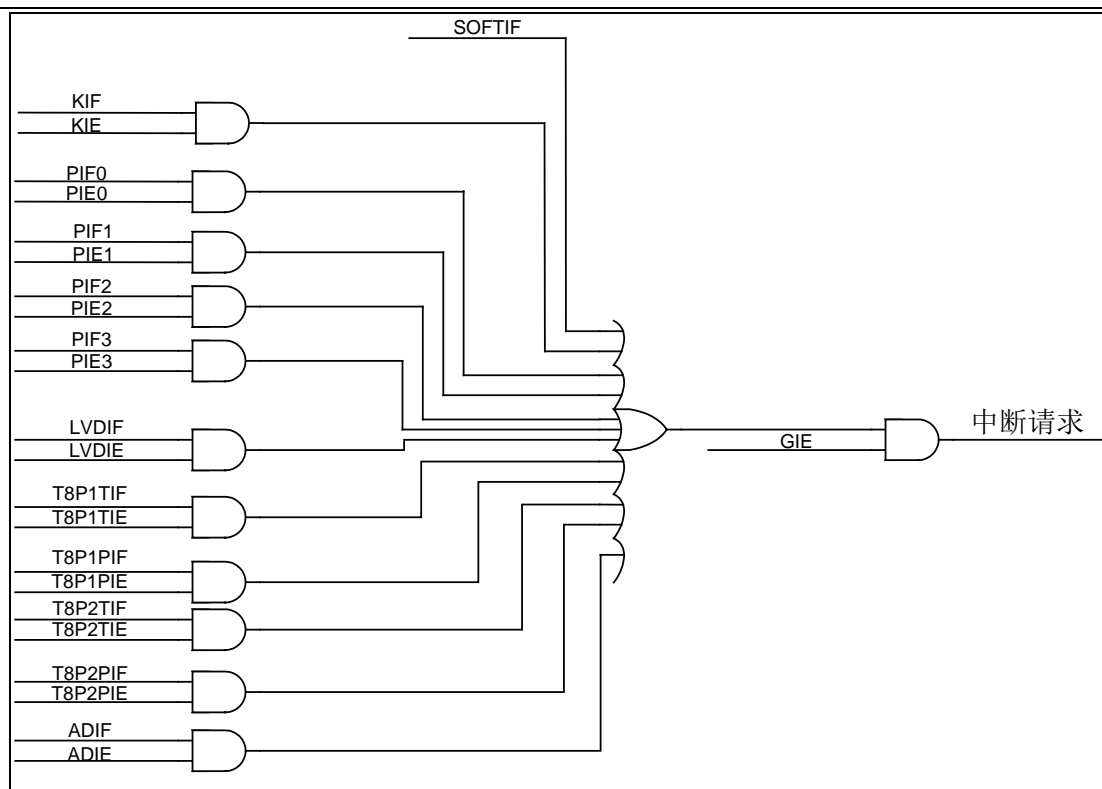 SOFTIF
KIF
KIE
PIF0
PIE0
PIF1
PIE1
PIF2
PIE2
PIF3
PIE3
LVDIF
LVDIE
GIE
中断请求
T8P1TIF
T8P1TIE
T8P1PIF
T8P1PIE
T8P2TIF
T8P2TIE
T8P2PIF
T8P2PIE
ADIF
ADIE